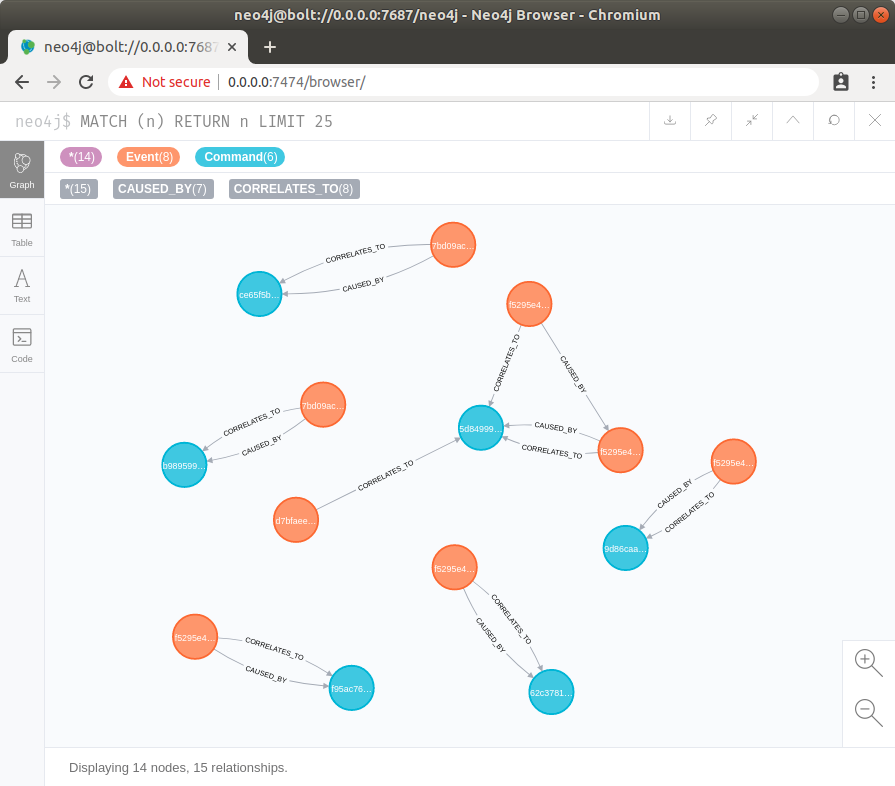 neo4j@bolt://0.0.0.0:7687/neo4j - Neo4j Browser - Chromium
neo4j@bolt://0.0.0.0:7687
Not secure
0.0.0.0:7474/browser/
neo4j$ MATCH (n) RETURN n LIMIT 25
*(14)
Event(8)
Command(6)
*(15)
CAUSED_BY(7)
CORRELATES_TO(8)
Graph
Table
Text
Code
7bd09ac...
CORRELATES_TO
CAUSED_BY
ce65f5b...
f5295e4...
CORRELATES_TO
CAUSED_BY
7bd09ac...
CORRELATES_TO
CAUSED_BY
b989599...
5d84999...
CAUSED_BY
CORRELATES_TO
f5295e4...
CORRELATES_TO
d7bfaee...
f5295e4...
CAUSED_BY
CORRELATES_TO
9d86caa...
f5295e4...
CORRELATES_TO
CAUSED_BY
62c3781...
f5295e4...
CORRELATES_TO
CAUSED_BY
f95ac76...
Displaying 14 nodes, 15 relationships.